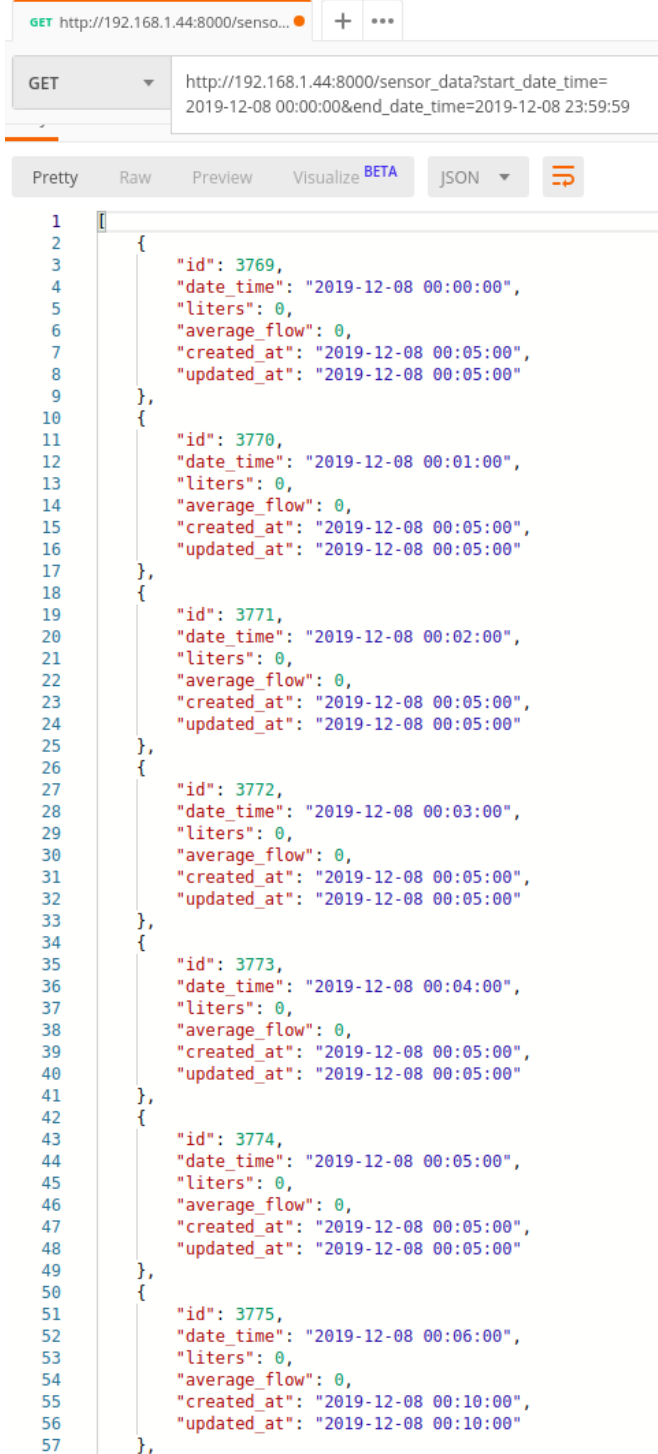 GET http://192.168.1.44:8000/senso...
GET
http://192.168.1.44:8000/sensor_data?start_date_time=
2019-12-08 00:00:00&end_date_time=2019-12-08 23:59:59
Pretty Raw Preview Visualize BETA JSON
1 [
2 {
3 "id": 3769,
4 "date_time": "2019-12-08 00:00:00",
5 "liters": 0,
6 "average_flow": 0,
7 "created_at": "2019-12-08 00:05:00",
8 "updated_at": "2019-12-08 00:05:00"
9 },
10 {
11 "id": 3770,
12 "date_time": "2019-12-08 00:01:00",
13 "liters": 0,
14 "average_flow": 0,
15 "created_at": "2019-12-08 00:05:00",
16 "updated_at": "2019-12-08 00:05:00"
17 },
18 {
19 "id": 3771,
20 "date_time": "2019-12-08 00:02:00",
21 "liters": 0,
22 "average_flow": 0,
23 "created_at": "2019-12-08 00:05:00",
24 "updated_at": "2019-12-08 00:05:00"
25 },
26 {
27 "id": 3772,
28 "date_time": "2019-12-08 00:03:00",
29 "liters": 0,
30 "average_flow": 0,
31 "created_at": "2019-12-08 00:05:00",
32 "updated_at": "2019-12-08 00:05:00"
33 },
34 {
35 "id": 3773,
36 "date_time": "2019-12-08 00:04:00",
37 "liters": 0,
38 "average_flow": 0,
39 "created_at": "2019-12-08 00:05:00",
40 "updated_at": "2019-12-08 00:05:00"
41 },
42 {
43 "id": 3774,
44 "date_time": "2019-12-08 00:05:00",
45 "liters": 0,
46 "average_flow": 0,
47 "created_at": "2019-12-08 00:05:00",
48 "updated_at": "2019-12-08 00:05:00"
49 },
50 {
51 "id": 3775,
52 "date_time": "2019-12-08 00:06:00",
53 "liters": 0,
54 "average_flow": 0,
55 "created_at": "2019-12-08 00:10:00",
56 "updated_at": "2019-12-08 00:10:00"
57 },